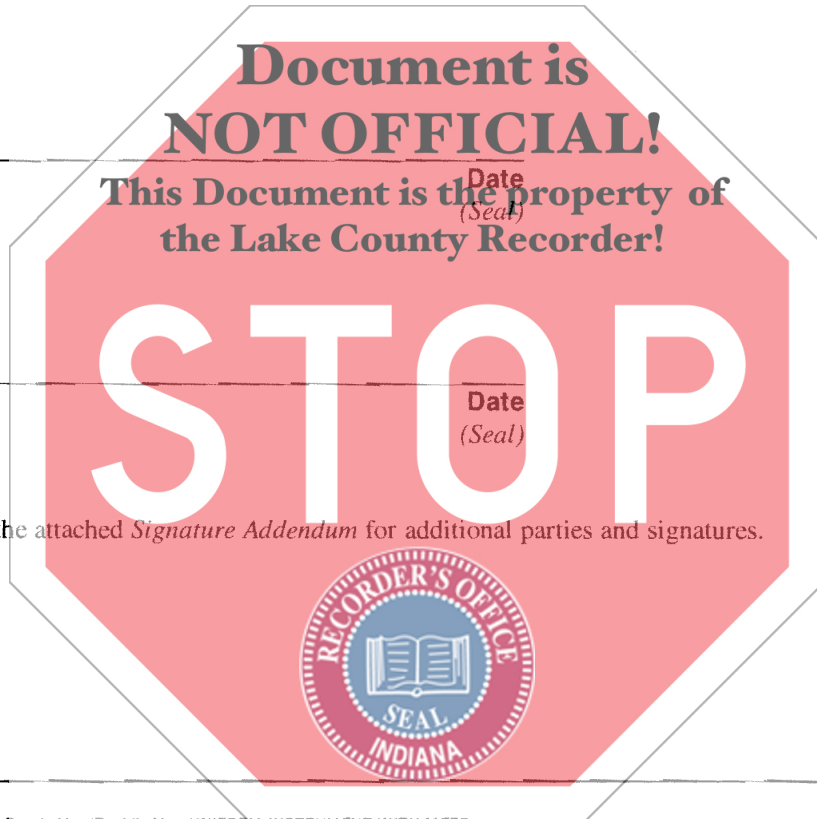 Document is
NOT OFFICIAL!
Date
This Document is the property of
(Seal)
the Lake County Recorder!
STOP
Date
(Seal)
he attached Signature Addendum for additional parties and signatures.
RECORDER'S OFFICE
SEAL
INDIANA